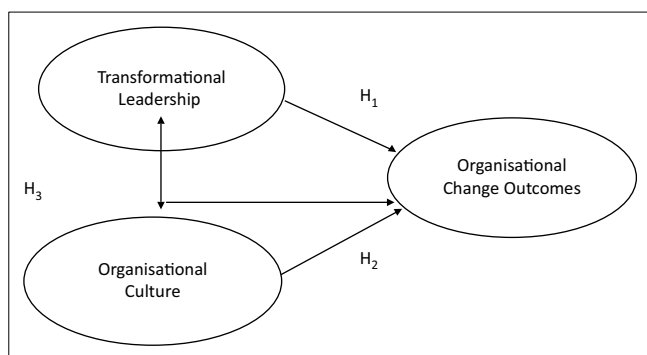 Transformational
Leadership
H₁
Organisational
Change Outcomes
H₃
Organisational
Culture
H₂